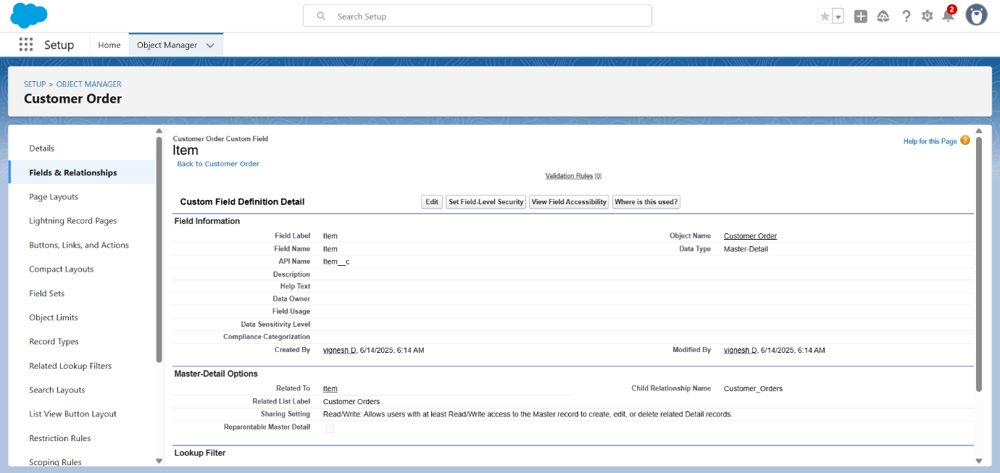 Search Setup
2
Setup
Home
Object Manager
SETUP > OBJECT MANAGER
Customer Order
Details
Fields & Relationships
Page Layouts
Lightning Record Pages
Buttons, Links, and Actions
Compact Layouts
Field Sets
Object Limits
Record Types
Related Lookup Filters
Search Layouts
List View Button Layout
Restriction Rules
Scoping Rules
Customer Order Custom Field
Item
Back to Customer Order
Help for this Page ?
Validation Rules [0]
Custom Field Definition Detail Edit Set Field-Level Security View Field Accessibility Where is this used?
Field Information
Field Label Item Object Name Customer Order
Field Name Item Data Type Master-Detail
API Name Item__c
Description
Help Text
Data Owner
Field Usage
Data Sensitivity Level
Compliance Categorization
Created By vignesh D, 6/14/2025, 6:14 AM Modified By vignesh D, 6/14/2025, 6:14 AM
Master-Detail Options
Related To Item Child Relationship Name Customer_Orders
Related List Label Customer Orders
Sharing Setting Read/Write: Allows users with at least Read/Write access to the Master record to create, edit, or delete related Detail records.
Reparentable Master Detail
Lookup Filter